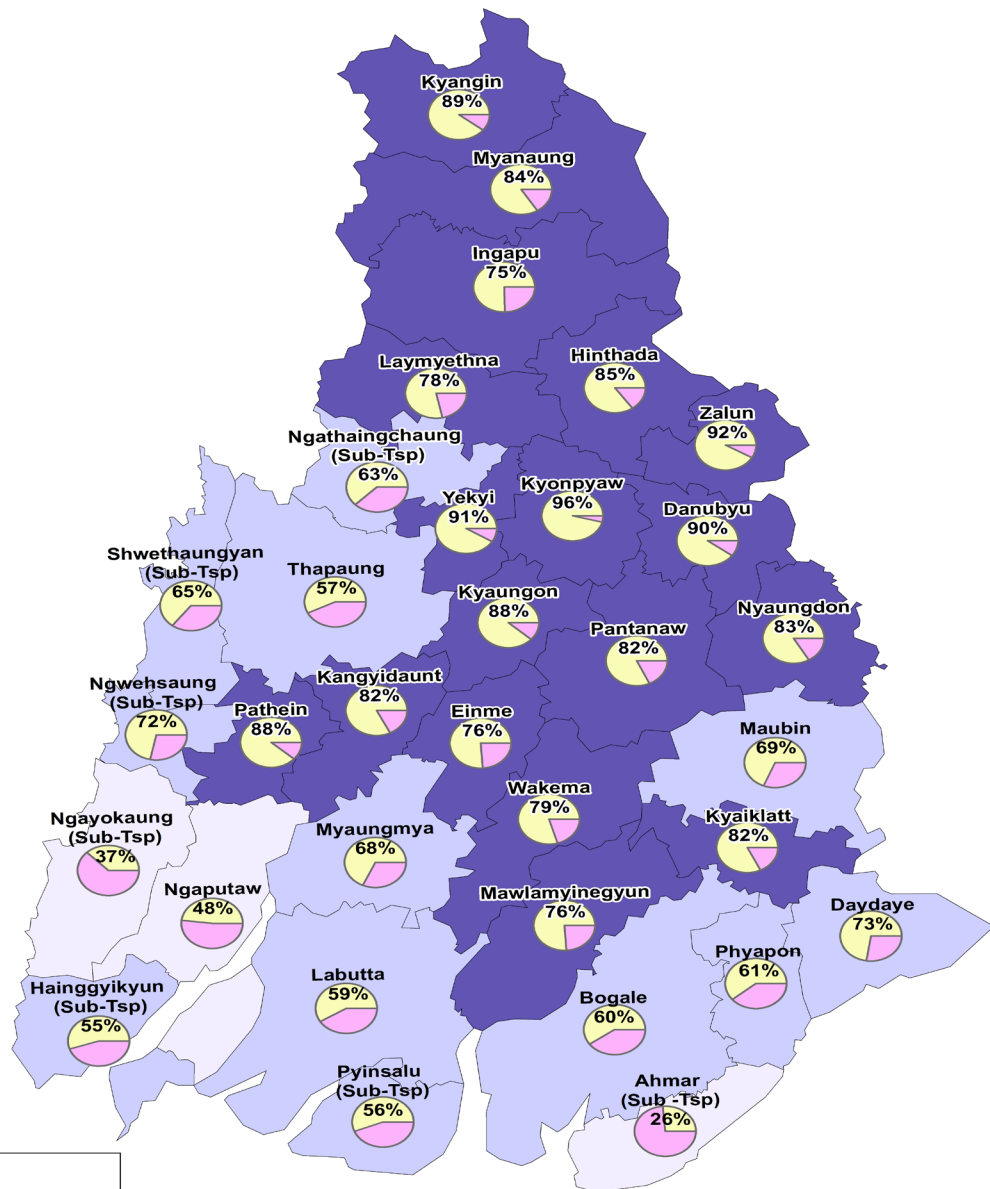 Kyangin
89%
Myanaung
84%
Ingapu
75%
Laymyethna
78%
Hinthada
85%
Zalun
92%
Ngathaingchaung
(Sub-Tsp)
63%
Yekyi
91%
Kyonpyaw
96%
Danubyu
90%
Shwethaungyan
(Sub-Tsp)
65%
Thapaung
57%
Kyaungon
88%
Pantanaw
82%
Nyaungdon
83%
Ngwehsaung
(Sub-Tsp)
72%
Pathein
88%
Kangyidaunt
82%
Einme
76%
Maubin
69%
Ngayokaung
(Sub-Tsp)
37%
Ngaputaw
48%
Myaungmya
68%
Wakema
79%
Kyaiklatt
82%
Mawlamyinegyun
76%
Daydaye
73%
Phyapon
61%
Hainggyikyun
(Sub-Tsp)
55%
Labutta
59%
Bogale
60%
Pyinsalu
(Sub-Tsp)
56%
Ahmar
(Sub -Tsp)
26%